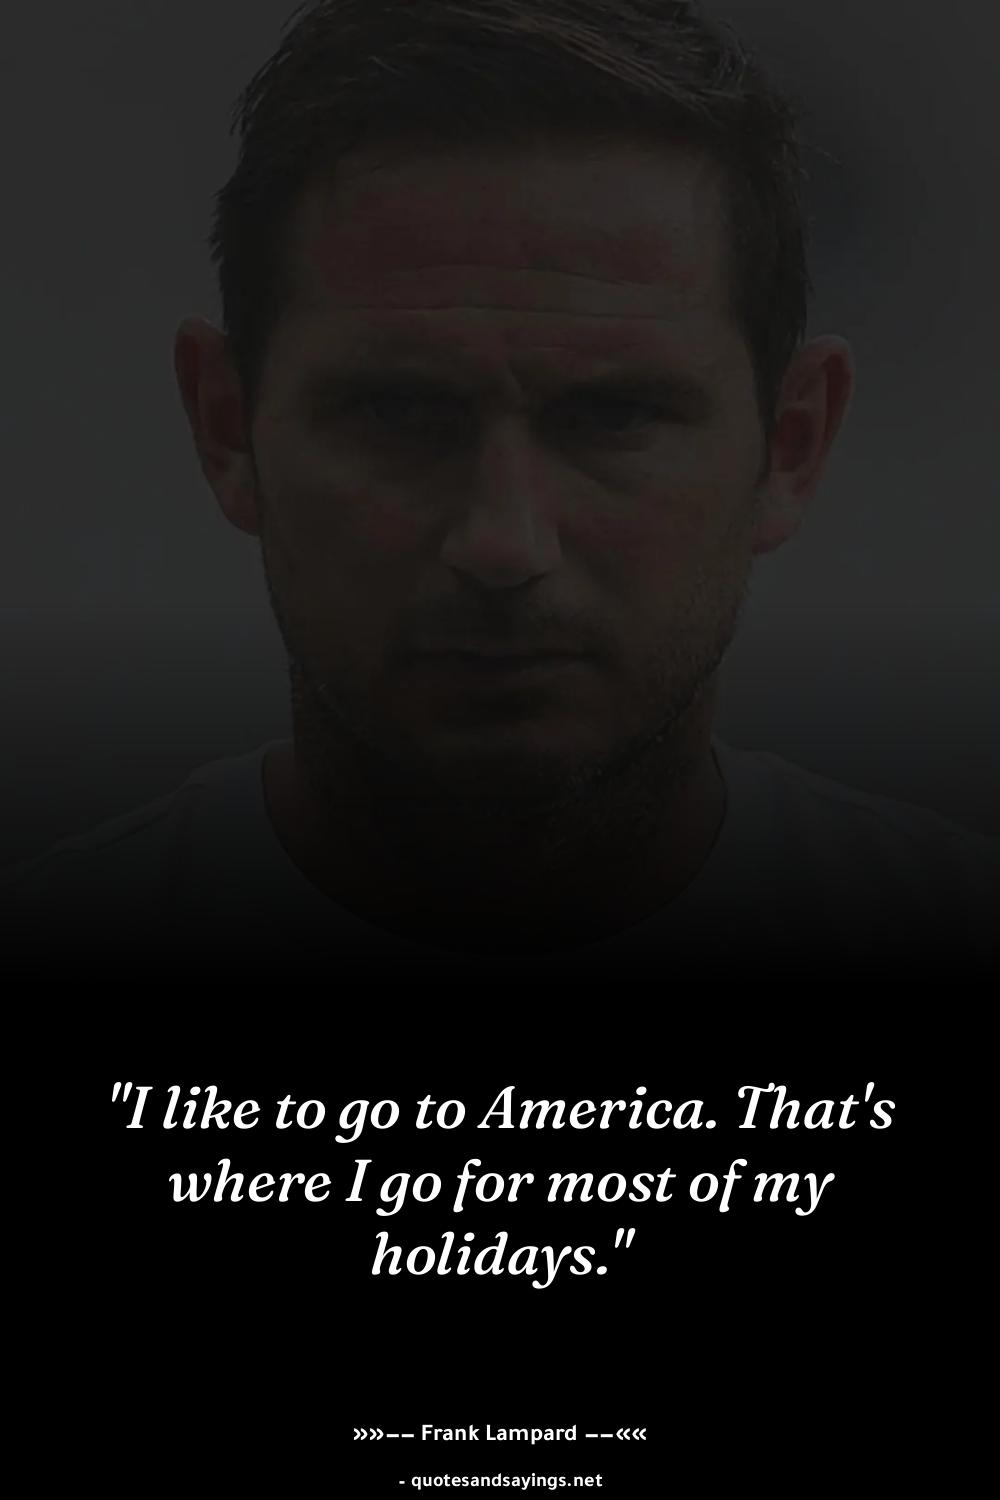 "I like to go to America. That's
where I go for most of my
holidays."
»»−− Frank Lampard −−««
- quotesandsayings.net